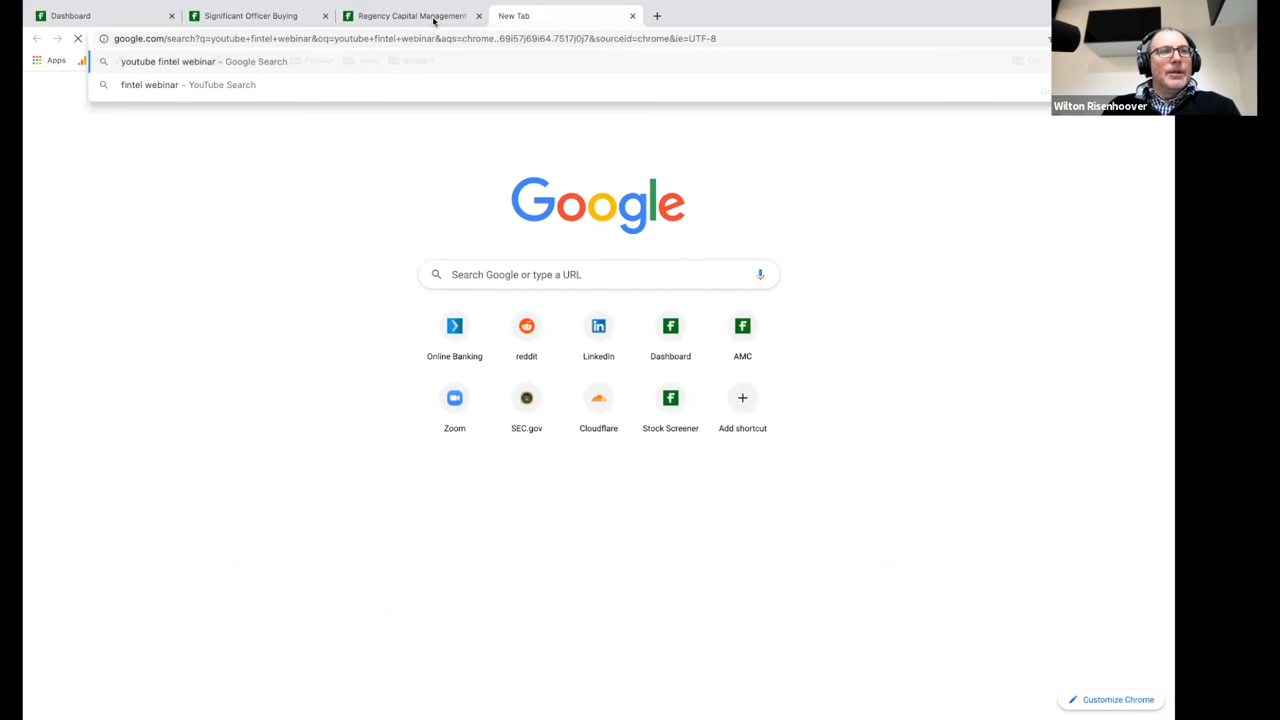 Dashboard
Significant Officer Buying
Regency Capital Management
New Tab
google.com/search?q=youtube+fintel+webinar&oq=youtube+fintel+webinar&aqs=chrome..69i57j69i64.7517j0j7&sourceid=chrome&ie=UTF-8
Apps
youtube fintel webinar – Google Search
fintel webinar – YouTube Search
Wilton Risenhoover
Google
Search Google or type a URL
Online Banking
reddit
LinkedIn
Dashboard
AMC
Zoom
SEC.gov
Cloudflare
Stock Screener
Add shortcut
Customize Chrome